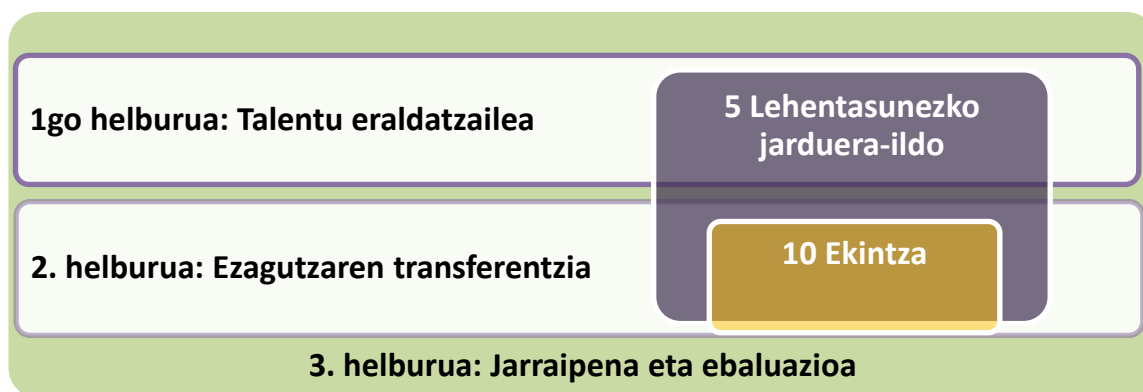 1go helburua: Talentu eraldatzailea
5 Lehentasunezko
jarduera-ildo
2. helburua: Ezagutzaren transferentzia
10 Ekintza
3. helburua: Jarraipena eta ebaluazioa